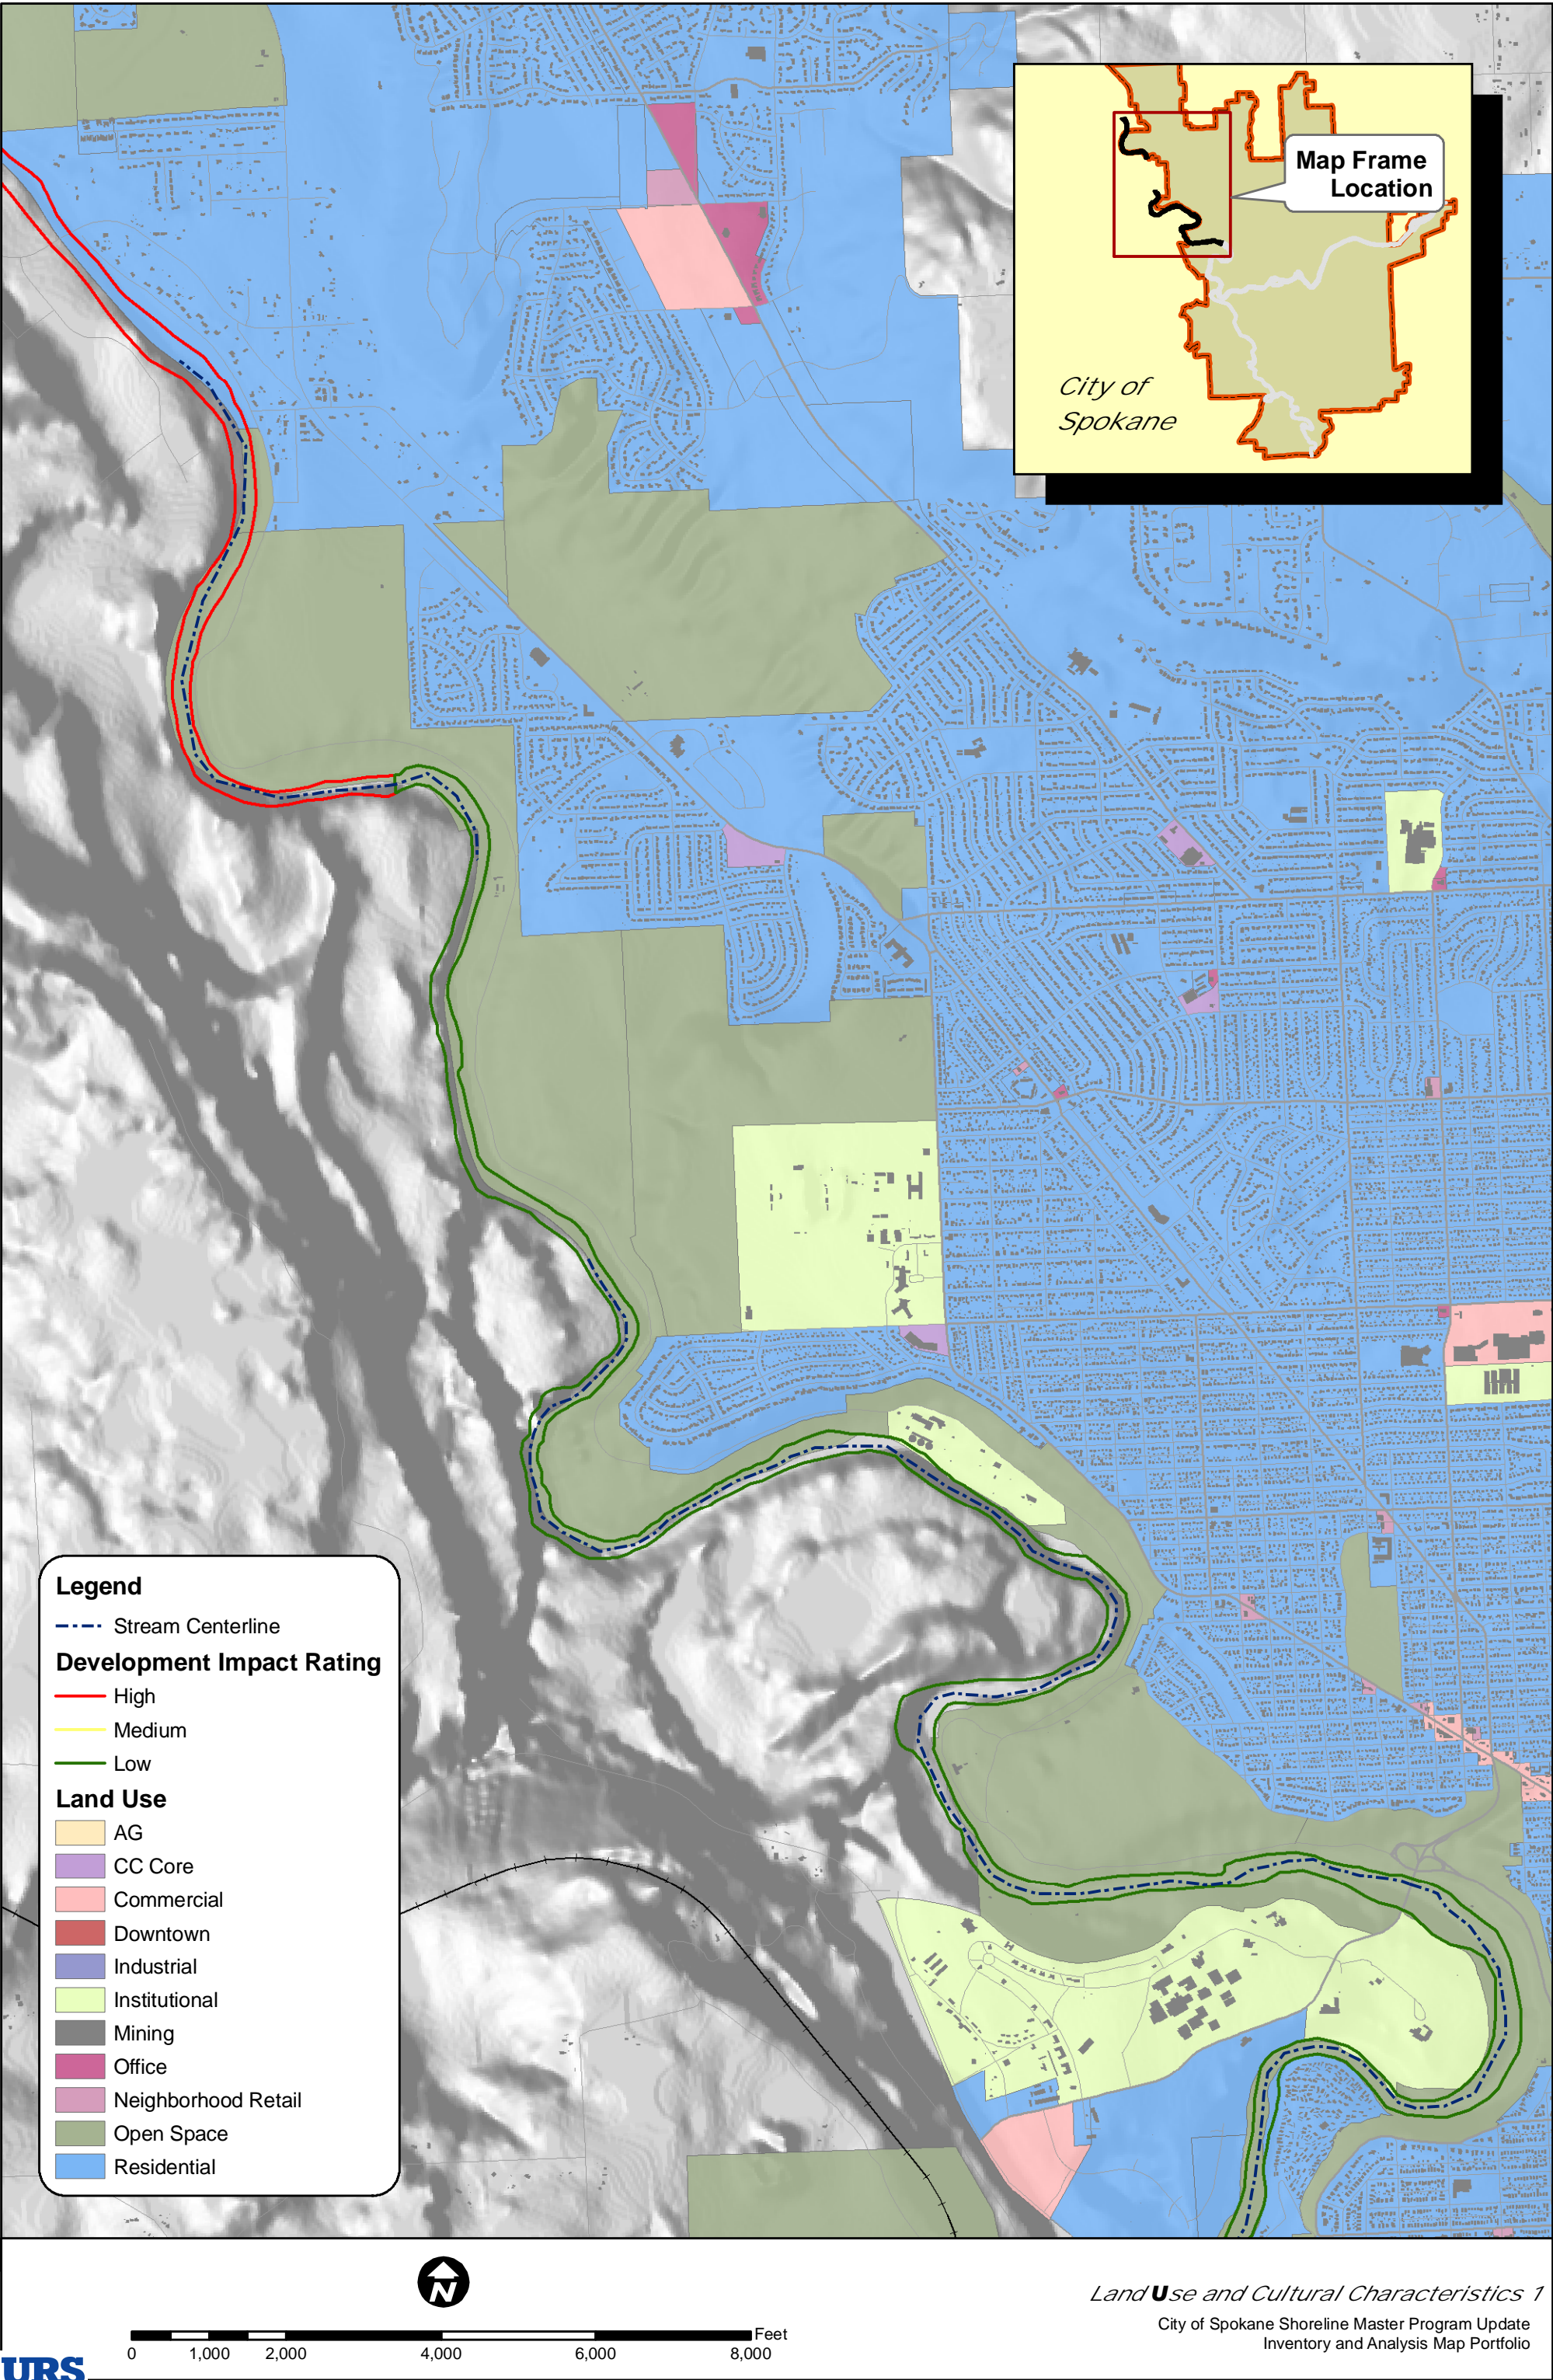 Map Frame
Location
City of
Spokane
Legend
Stream Centerline
Development Impact Rating
High
Medium
Low
Land Use
AG
CC Core
Commercial
Downtown
Industrial
Institutional
Mining
Office
Neighborhood Retail
Open Space
Residential
N
Feet
0 1,000 2,000 4,000 6,000 8,000
Land Use and Cultural Characteristics 1
City of Spokane Shoreline Master Program Update
Inventory and Analysis Map Portfolio
URS